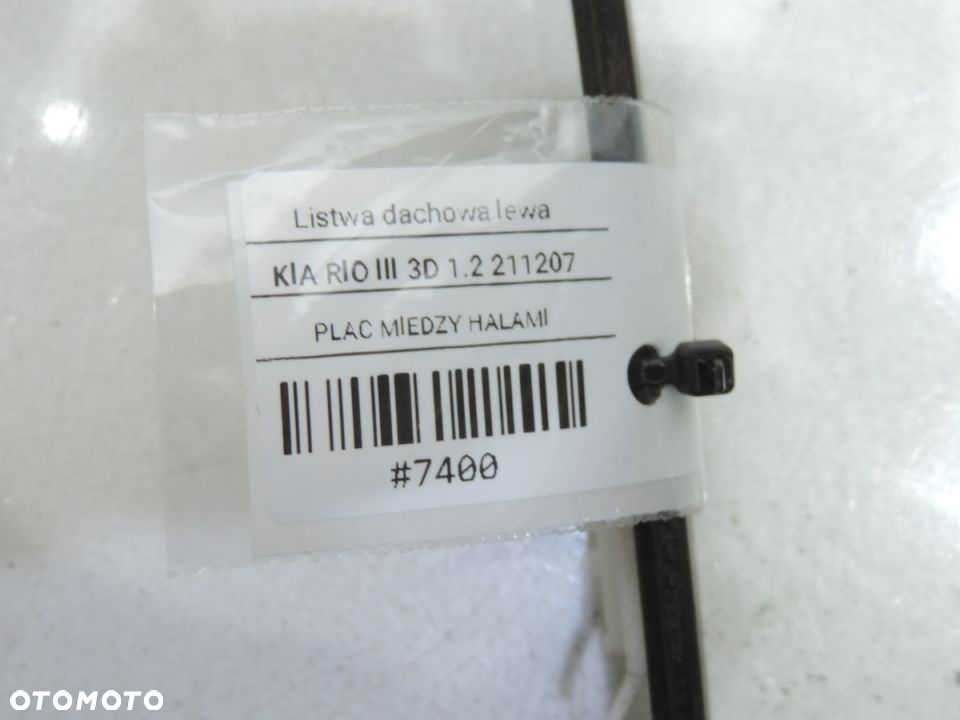 Listwa dachowa lewa
KIA RIO III 3D 1.2 211207
PLAC MIEDZY HALAMI
#7400
OTOMOTO